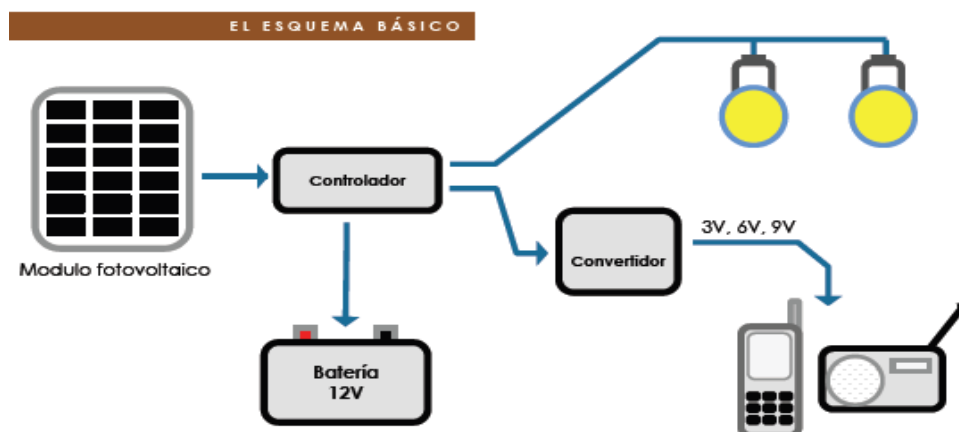 EL ESQUEMA BÁSICO
Controlador
3V, 6V, 9V
Convertidor
Modulo fotovoltaico
Batería
12V